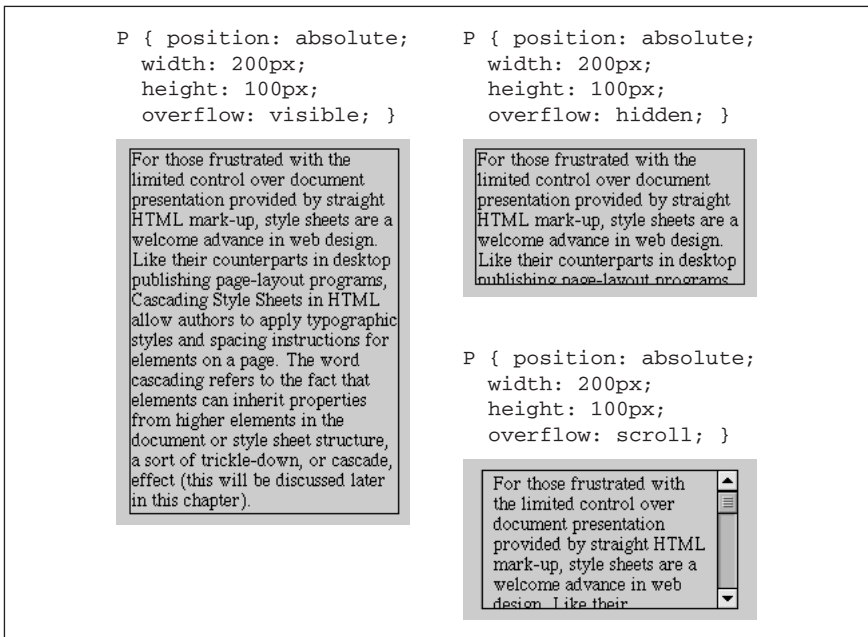 P { position: absolute;
width: 200px;
height: 100px;
overflow: visible; }
For those frustrated with the
limited control over document
presentation provided by straight
HTML mark-up, style sheets are a
welcome advance in web design.
Like their counterparts in desktop
publishing page-layout programs,
Cascading Style Sheets in HTML
allow authors to apply typographic
styles and spacing instructions for
elements on a page. The word
cascading refers to the fact that
elements can inherit properties
from higher elements in the
document or style sheet structure,
a sort of trickle-down, or cascade,
effect (this will be discussed later
in this chapter).
P { position: absolute;
width: 200px;
height: 100px;
overflow: hidden; }
For those frustrated with the
limited control over document
presentation provided by straight
HTML mark-up, style sheets are a
welcome advance in web design.
Like their counterparts in desktop
publishing page-layout programs
P { position: absolute;
width: 200px;
height: 100px;
overflow: scroll; }
For those frustrated with
the limited control over
document presentation
provided by straight HTML
mark-up, style sheets are a
welcome advance in web
design. Like their